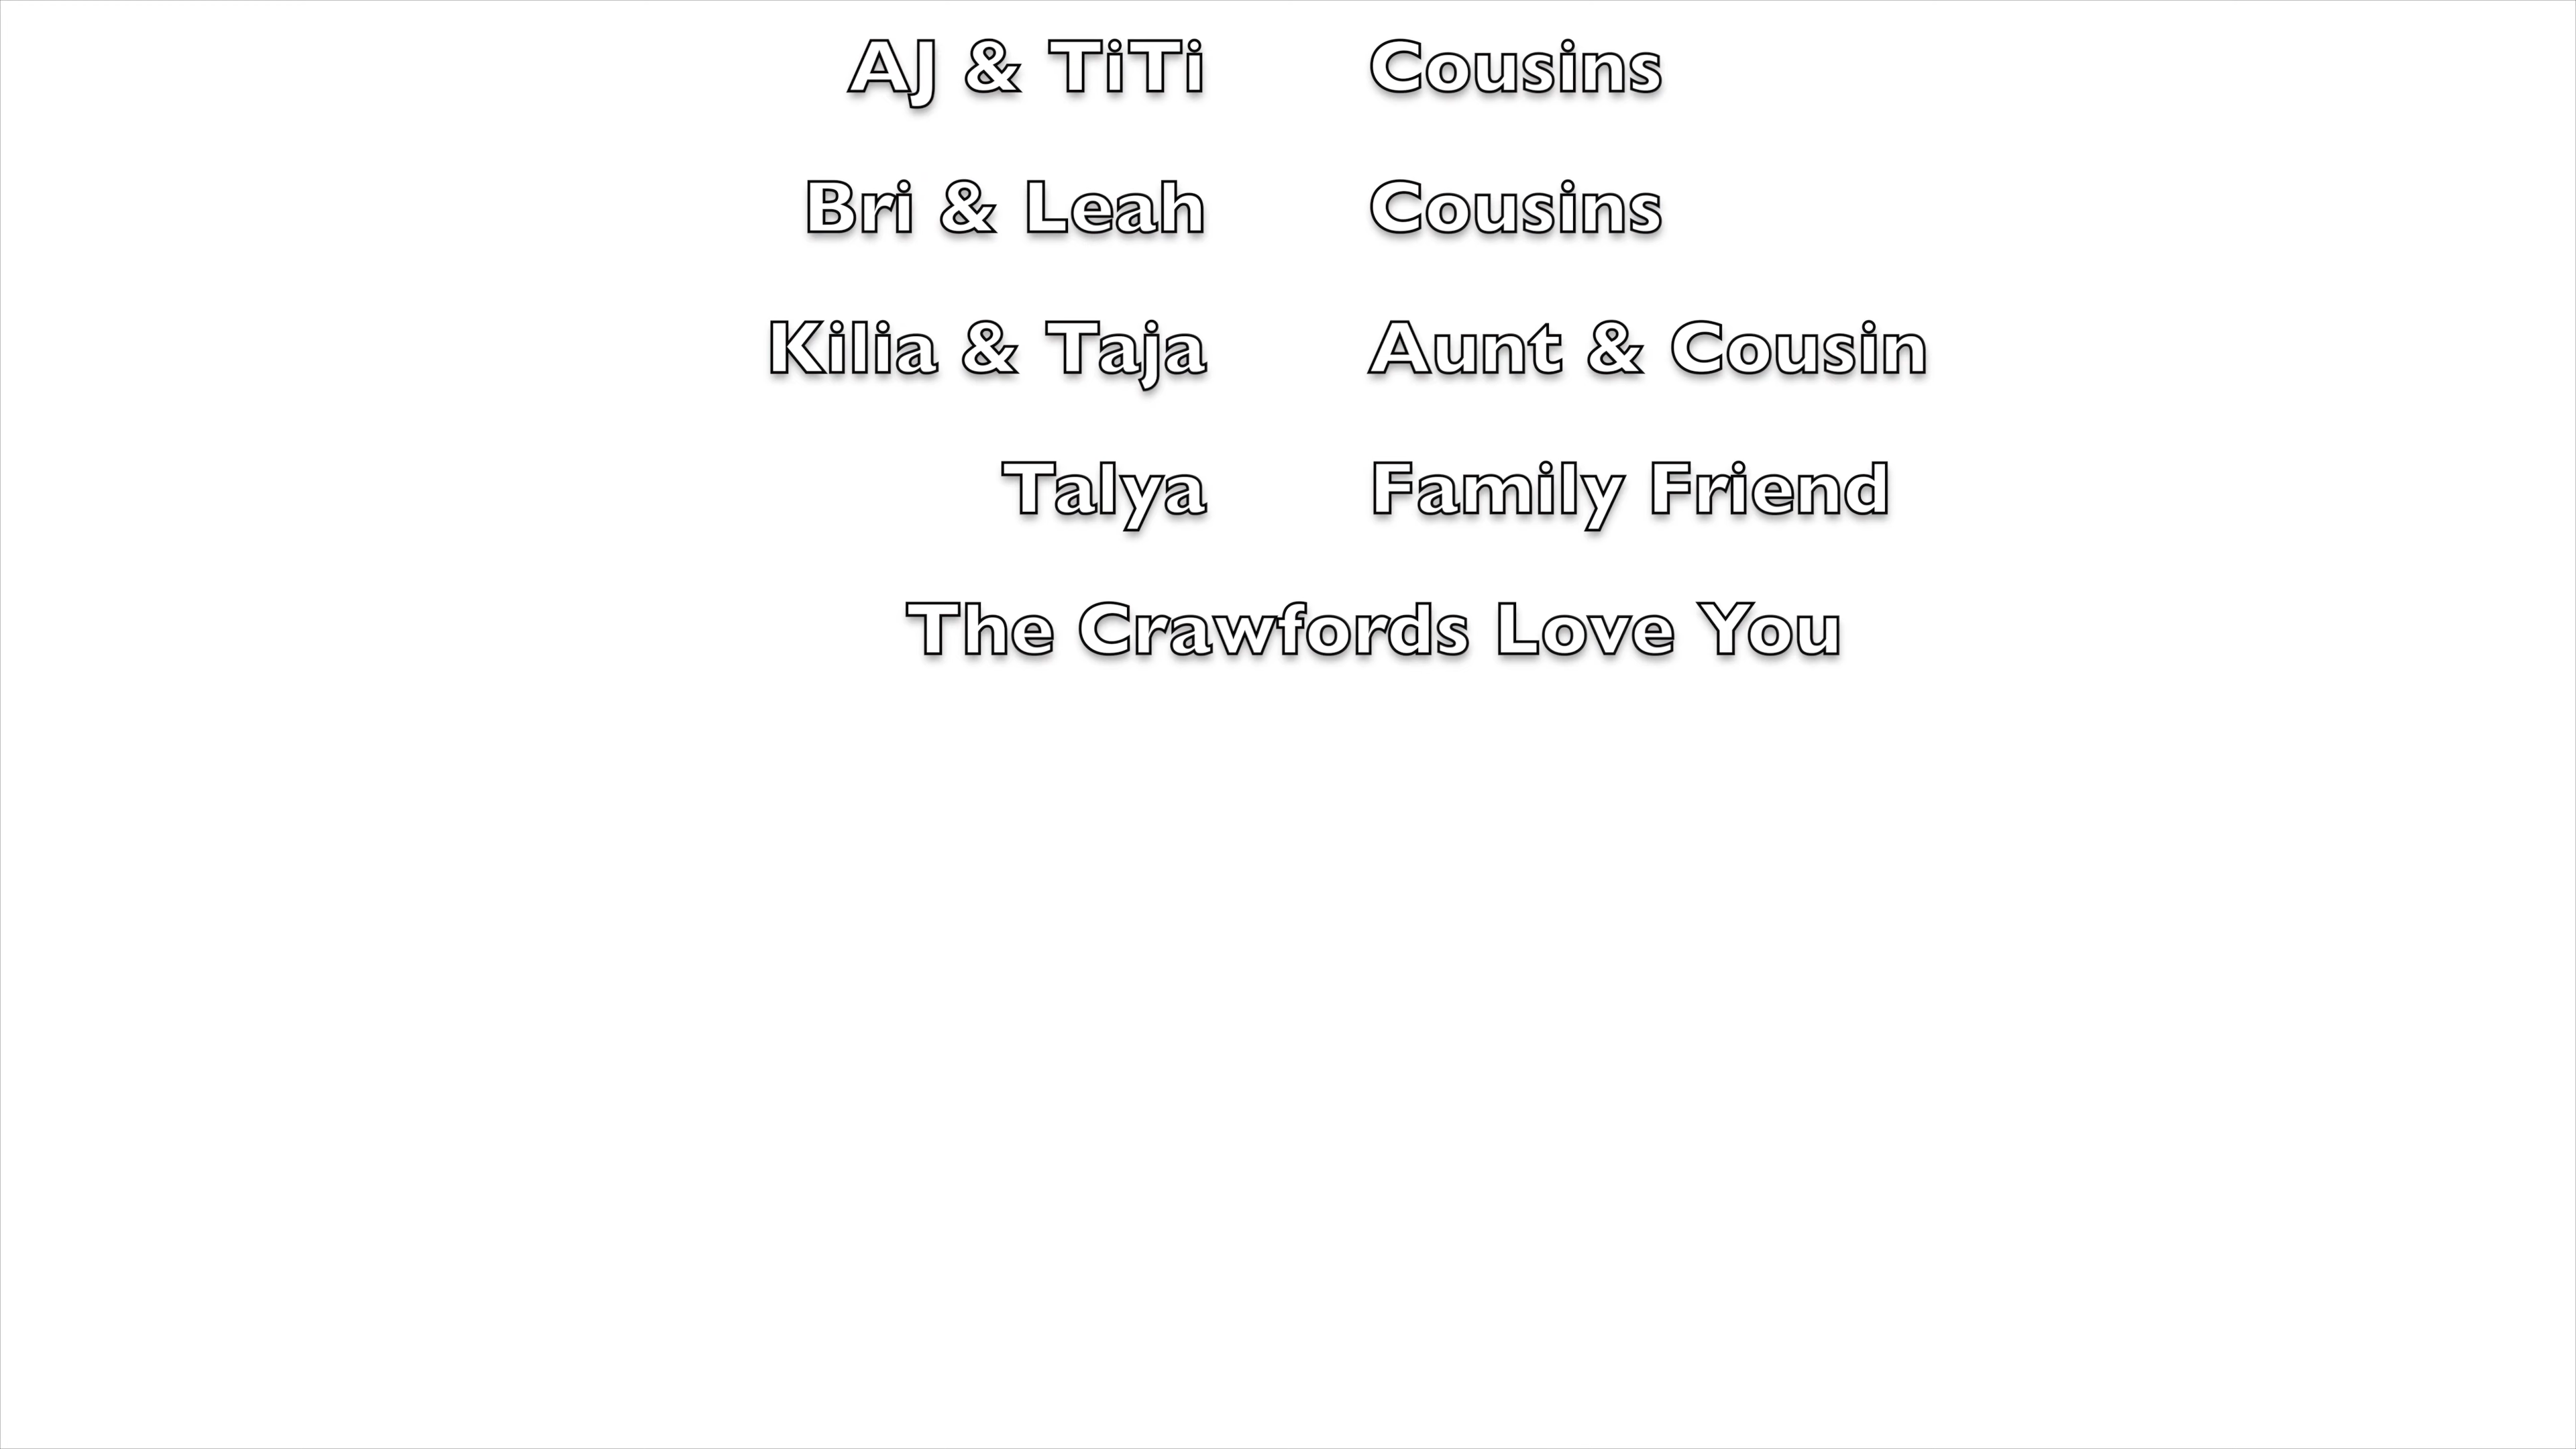 AJ & TiTi Cousins
Bri & Leah Cousins
Kilia & Taja Aunt & Cousin
Talya Family Friend
The Crawfords Love You